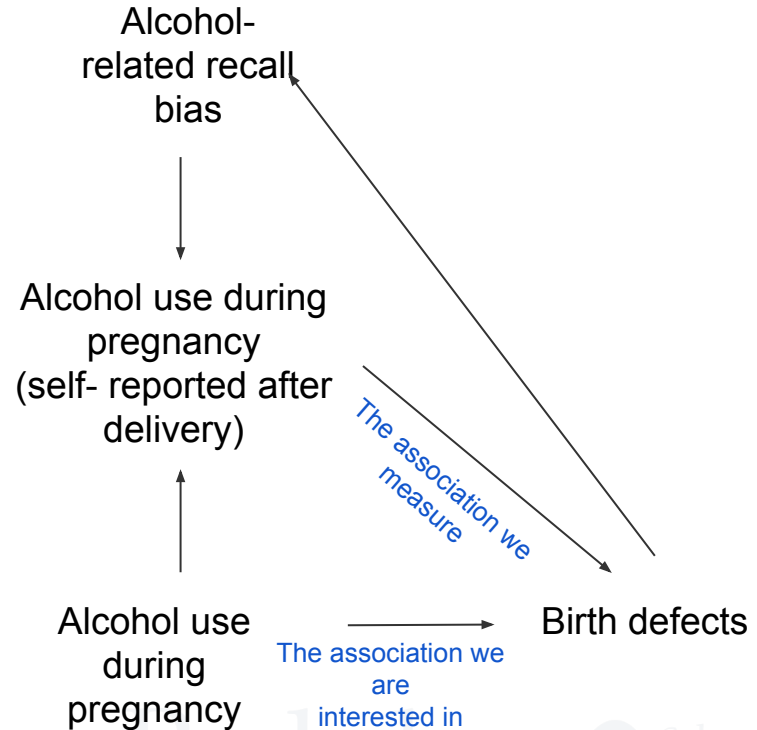 Alcohol-
related recall
bias
Alcohol use during
pregnancy
(self- reported after
delivery)
The association we
measure
Alcohol use
during
pregnancy
The association we
are
interested in
Birth defects